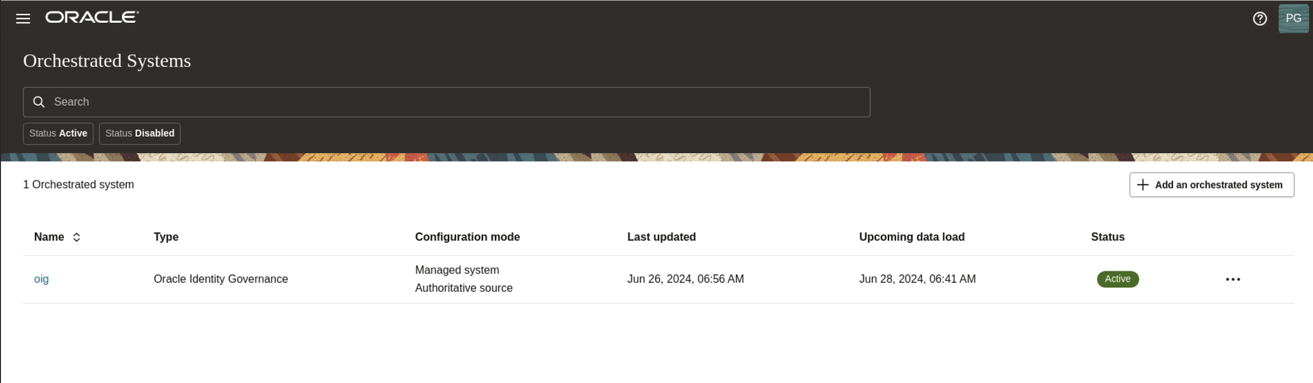 ORACLE
PG
Orchestrated Systems
Search
Status Active Status Disabled
1 Orchestrated system
Add an orchestrated system
Name Type Configuration mode Last updated Upcoming data load Status
oig Oracle Identity Governance Managed system Jun 26, 2024, 06:56 AM Jun 28, 2024, 06:41 AM Active
Authoritative source